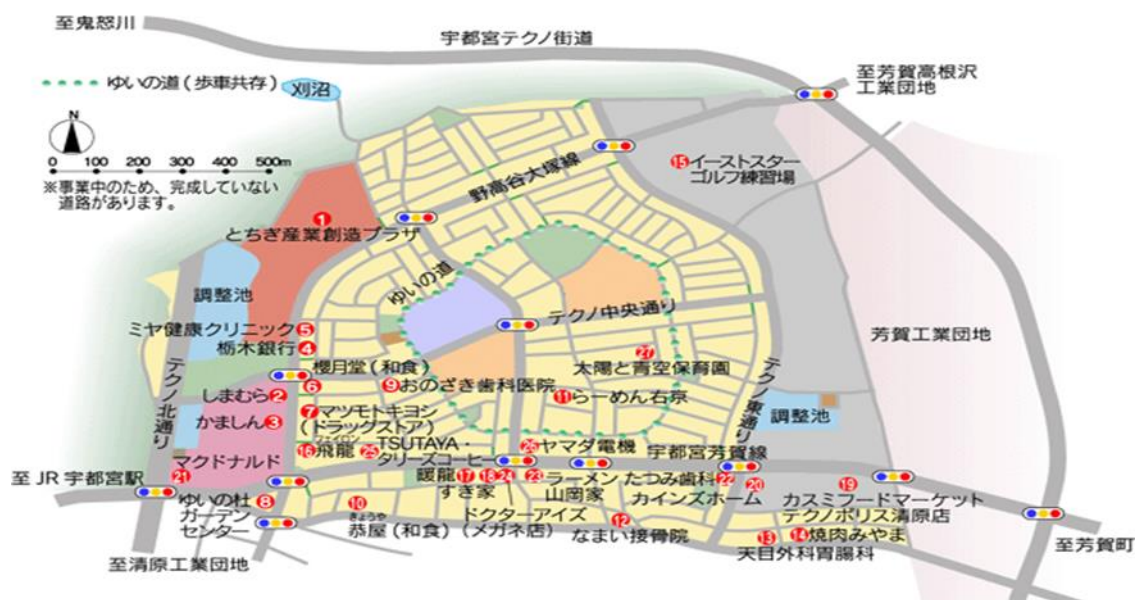 至鬼怒川
宇都宮テクノ街道
至芳賀高根沢
工業団地
ゆいの道(歩車共存)
刈沼
N
0 100 200 300 400 500m
※事業中のため、完成していない
道路があります。
野高谷大塚線
15 イーストスター
ゴルフ練習場
1
とちぎ産業創造プラザ
調整池
ゆいの道
テクノ中央通り
芳賀工業団地
ミヤ健康クリニック 5
栃木銀行 4
櫻月堂(和食)
6
27
太陽と青空保育園
テクノ北通り
テクノ東通り
しまむら 2
9 おのざき歯科医院
11 らーめん右京
調整池
かましん 3
7 マツモトキヨシ
(ドラッグストア)
フェイロン
16 飛龍
25 TSUTAYA・
タリーズコーヒー
26 ヤマダ電機
宇都宮芳賀線
マクドナルド
21
至JR宇都宮駅
暖龍 17 18 24
すき家
23 ラーメン
山岡家
たつみ歯科 22
カインズホーム
20
19
カスミフードマーケット
テクノポリス清原店
ゆいの杜 8
ガーデン
センター
10
きょうや
恭屋(和食)
ドクターアイズ
(メガネ店)
12
なまい接骨院
13
天目外科胃腸科
14 焼肉みやま
至清原工業団地
至芳賀町